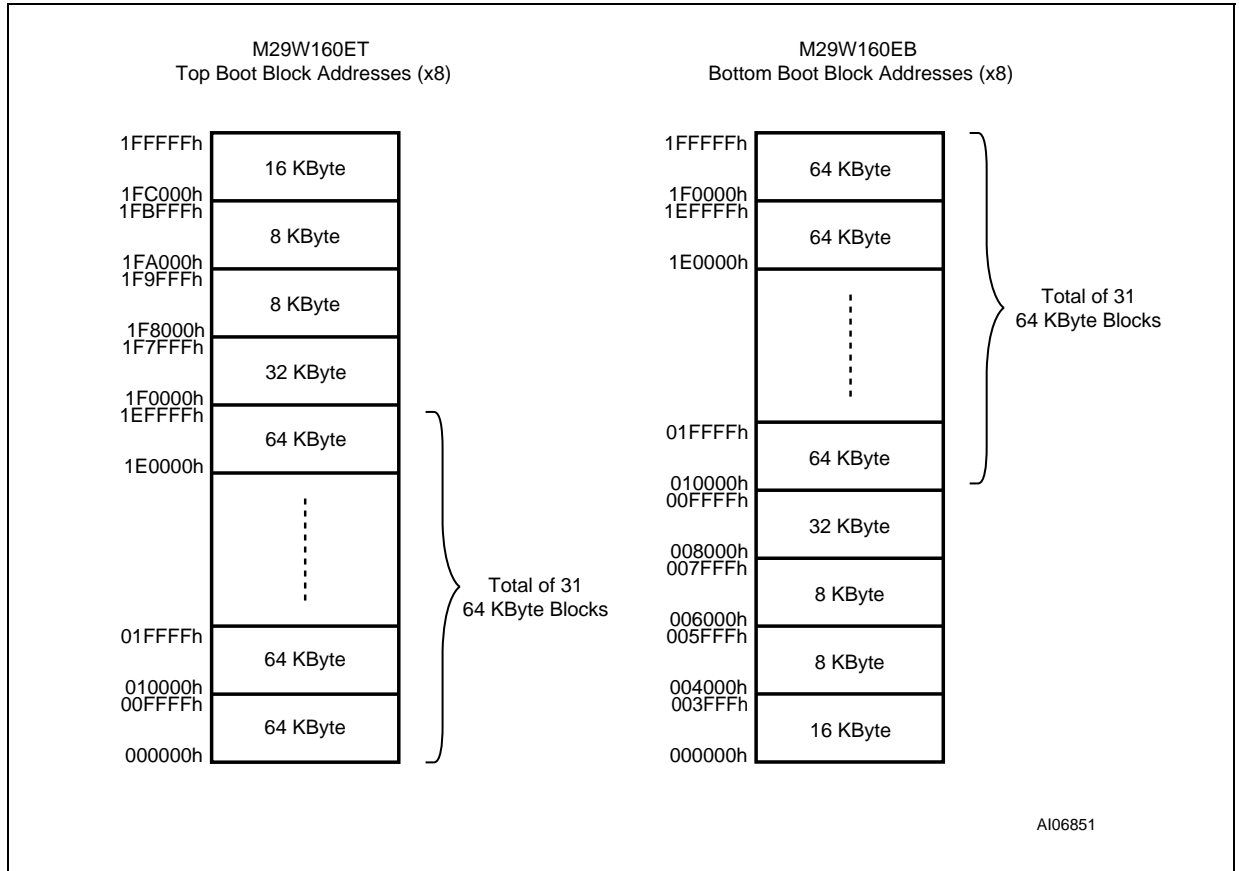 M29W160ET
Top Boot Block Addresses (x8)
1FFFFFh
16 KByte
1FC000h
1FBFFFh
8 KByte
1FA000h
1F9FFFh
8 KByte
1F8000h
1F7FFFh
32 KByte
1F0000h
1EFFFFh
64 KByte
1E0000h
Total of 31
64 KByte Blocks
01FFFFh
64 KByte
010000h
00FFFFh
64 KByte
000000h
M29W160EB
Bottom Boot Block Addresses (x8)
1FFFFFh
64 KByte
1F0000h
1EFFFFh
64 KByte
1E0000h
Total of 31
64 KByte Blocks
01FFFFh
64 KByte
010000h
00FFFFh
32 KByte
008000h
007FFFh
8 KByte
006000h
005FFFh
8 KByte
004000h
003FFFh
16 KByte
000000h
AI06851